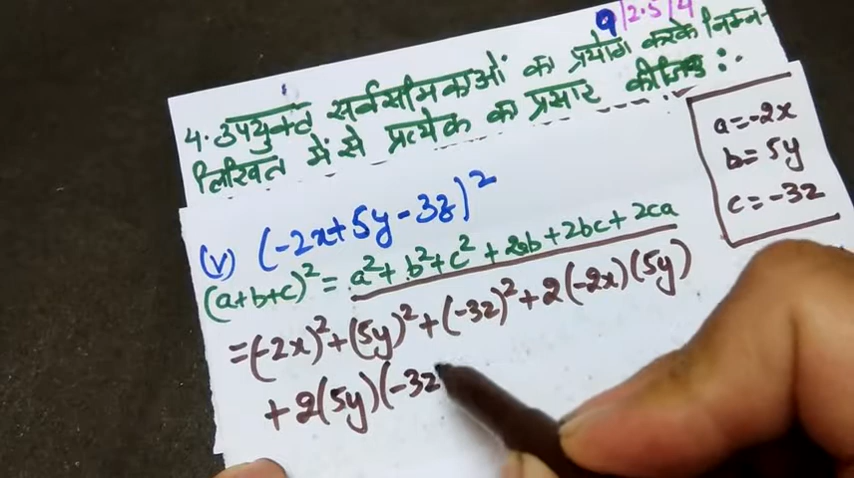 9/2.5/4
4. उपयुक्त सर्वसमिकाओं का प्रयोग करके निम्न-
लिखित में से प्रत्येक का प्रसार कीजिए :-
a=-2x
b=5y
c=-3z
(v) (-2x+5y-3z)²
(a+b+c)² = a²+b²+c²+2ab+2bc+2ca
=(-2x)²+(5y)²+(-3z)²+2(-2x)(5y)
+2(5y)(-3z